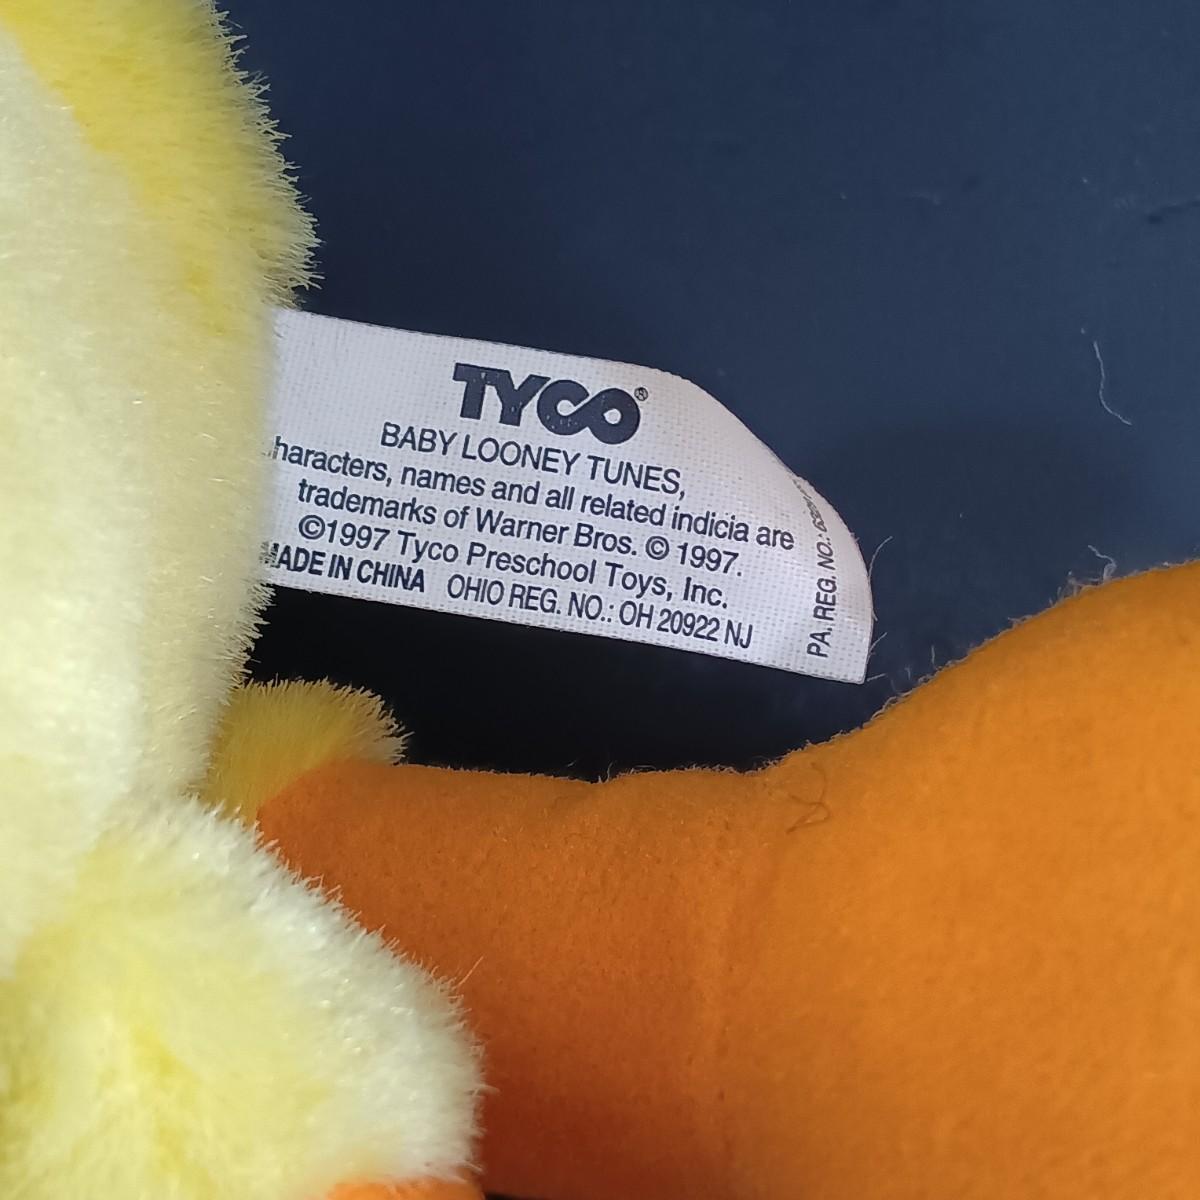 TYCO®
BABY LOONEY TUNES,
haracters, names and all related indicia are
trademarks of Warner Bros. © 1997.
©1997 Tyco Preschool Toys, Inc.
MADE IN CHINA OHIO REG. NO.: OH 20922 NJ
PA. REG. NO.: